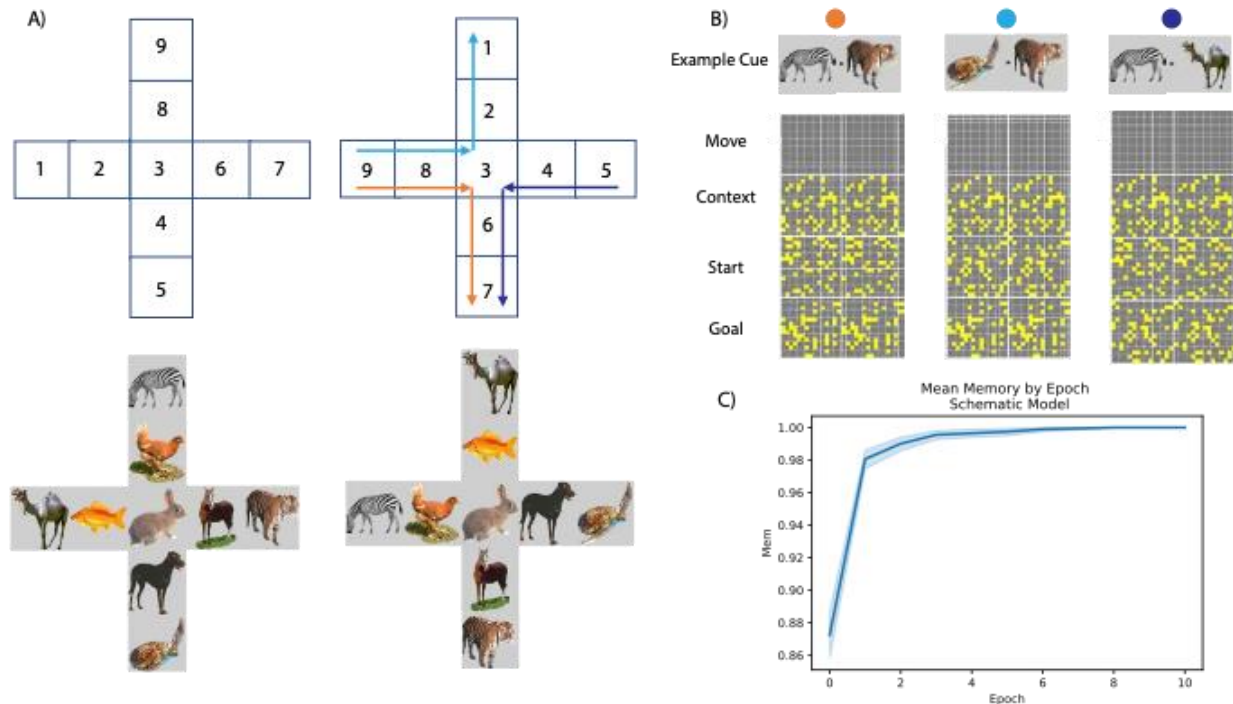 A)
9
8
1 2 3 6 7
4
5
1
2
9 8 3 4 5
6
7
B)
Example Cue
Move
Context
Start
Goal
C)
Mean Memory by Epoch
Schematic Model
1.00
0.98
0.96
0.94
0.92
0.90
0.88
0.86
Mem
0 2 4 6 8 10
Epoch